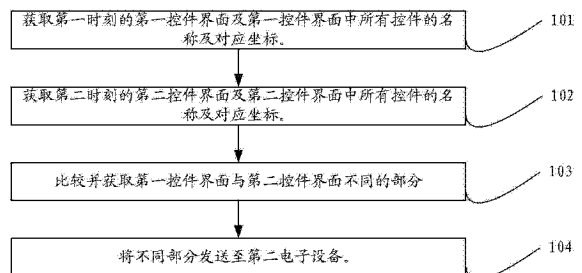 获取第一时刻的第一控件界面及第一控件界面中所有控件的名
称及对应坐标。
101
获取第二时刻的第二控件界面及第二控件界面中所有控件的名
称及对应坐标。
102
比较并获取第一控件界面与第二控件界面不同的部分
103
将不同部分发送至第二电子设备。
104